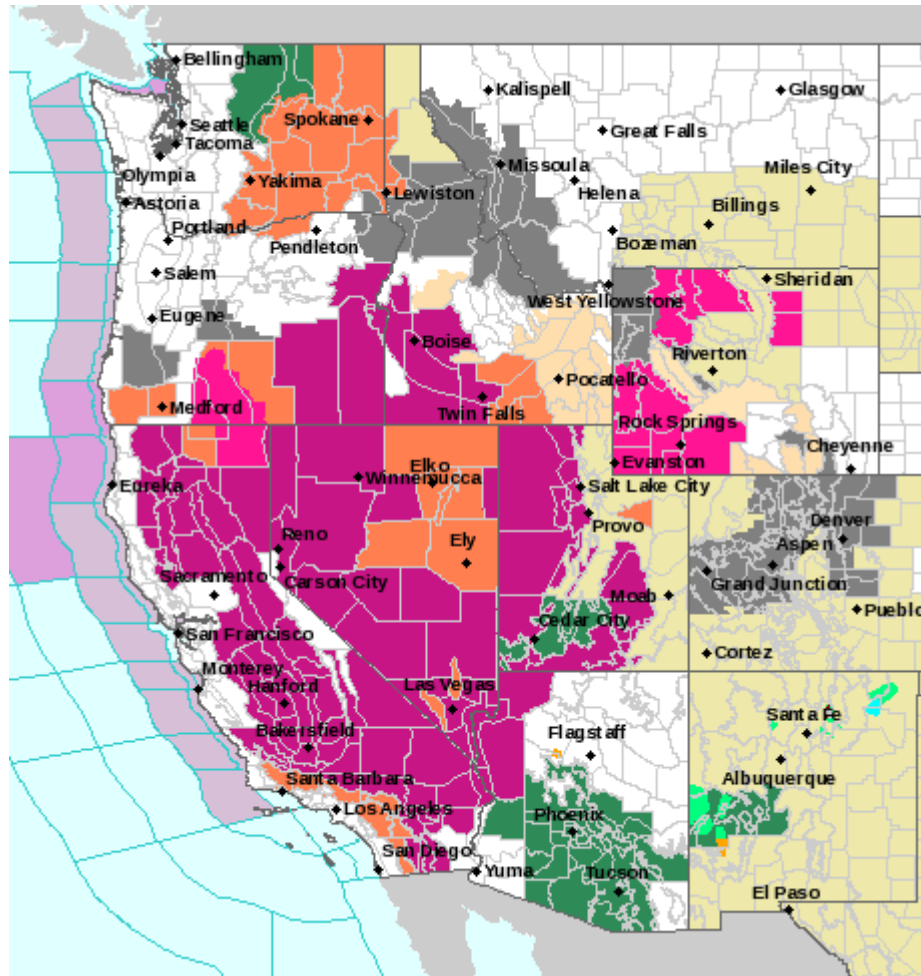 Bellingham
Kalispell
Glasgow
Seattle
Spokane
Great Falls
Tacoma
Missoula
Miles City
Olympia
Yakima
Lewiston
Helena
Billings
Astoria
Portland
Pendleton
Bozeman
Salem
Sheridan
West Yellowstone
Eugene
Boise
Riverton
Pocatello
Medford
Twin Falls
Rock Springs
Cheyenne
Evanston
Elko
Eureka
Winnemucca
Salt Lake City
Provo
Denver
Reno
Ely
Aspen
Sacramento
Carson City
Grand Junction
Moab
Pueblo
Cedar City
San Francisco
Cortez
Monterey
Hanford
Las Vegas
Santa Fe
Flagstaff
Bakersfield
Albuquerque
Santa Barbara
Los Angeles
Phoenix
San Diego
Yuma
Tucson
El Paso